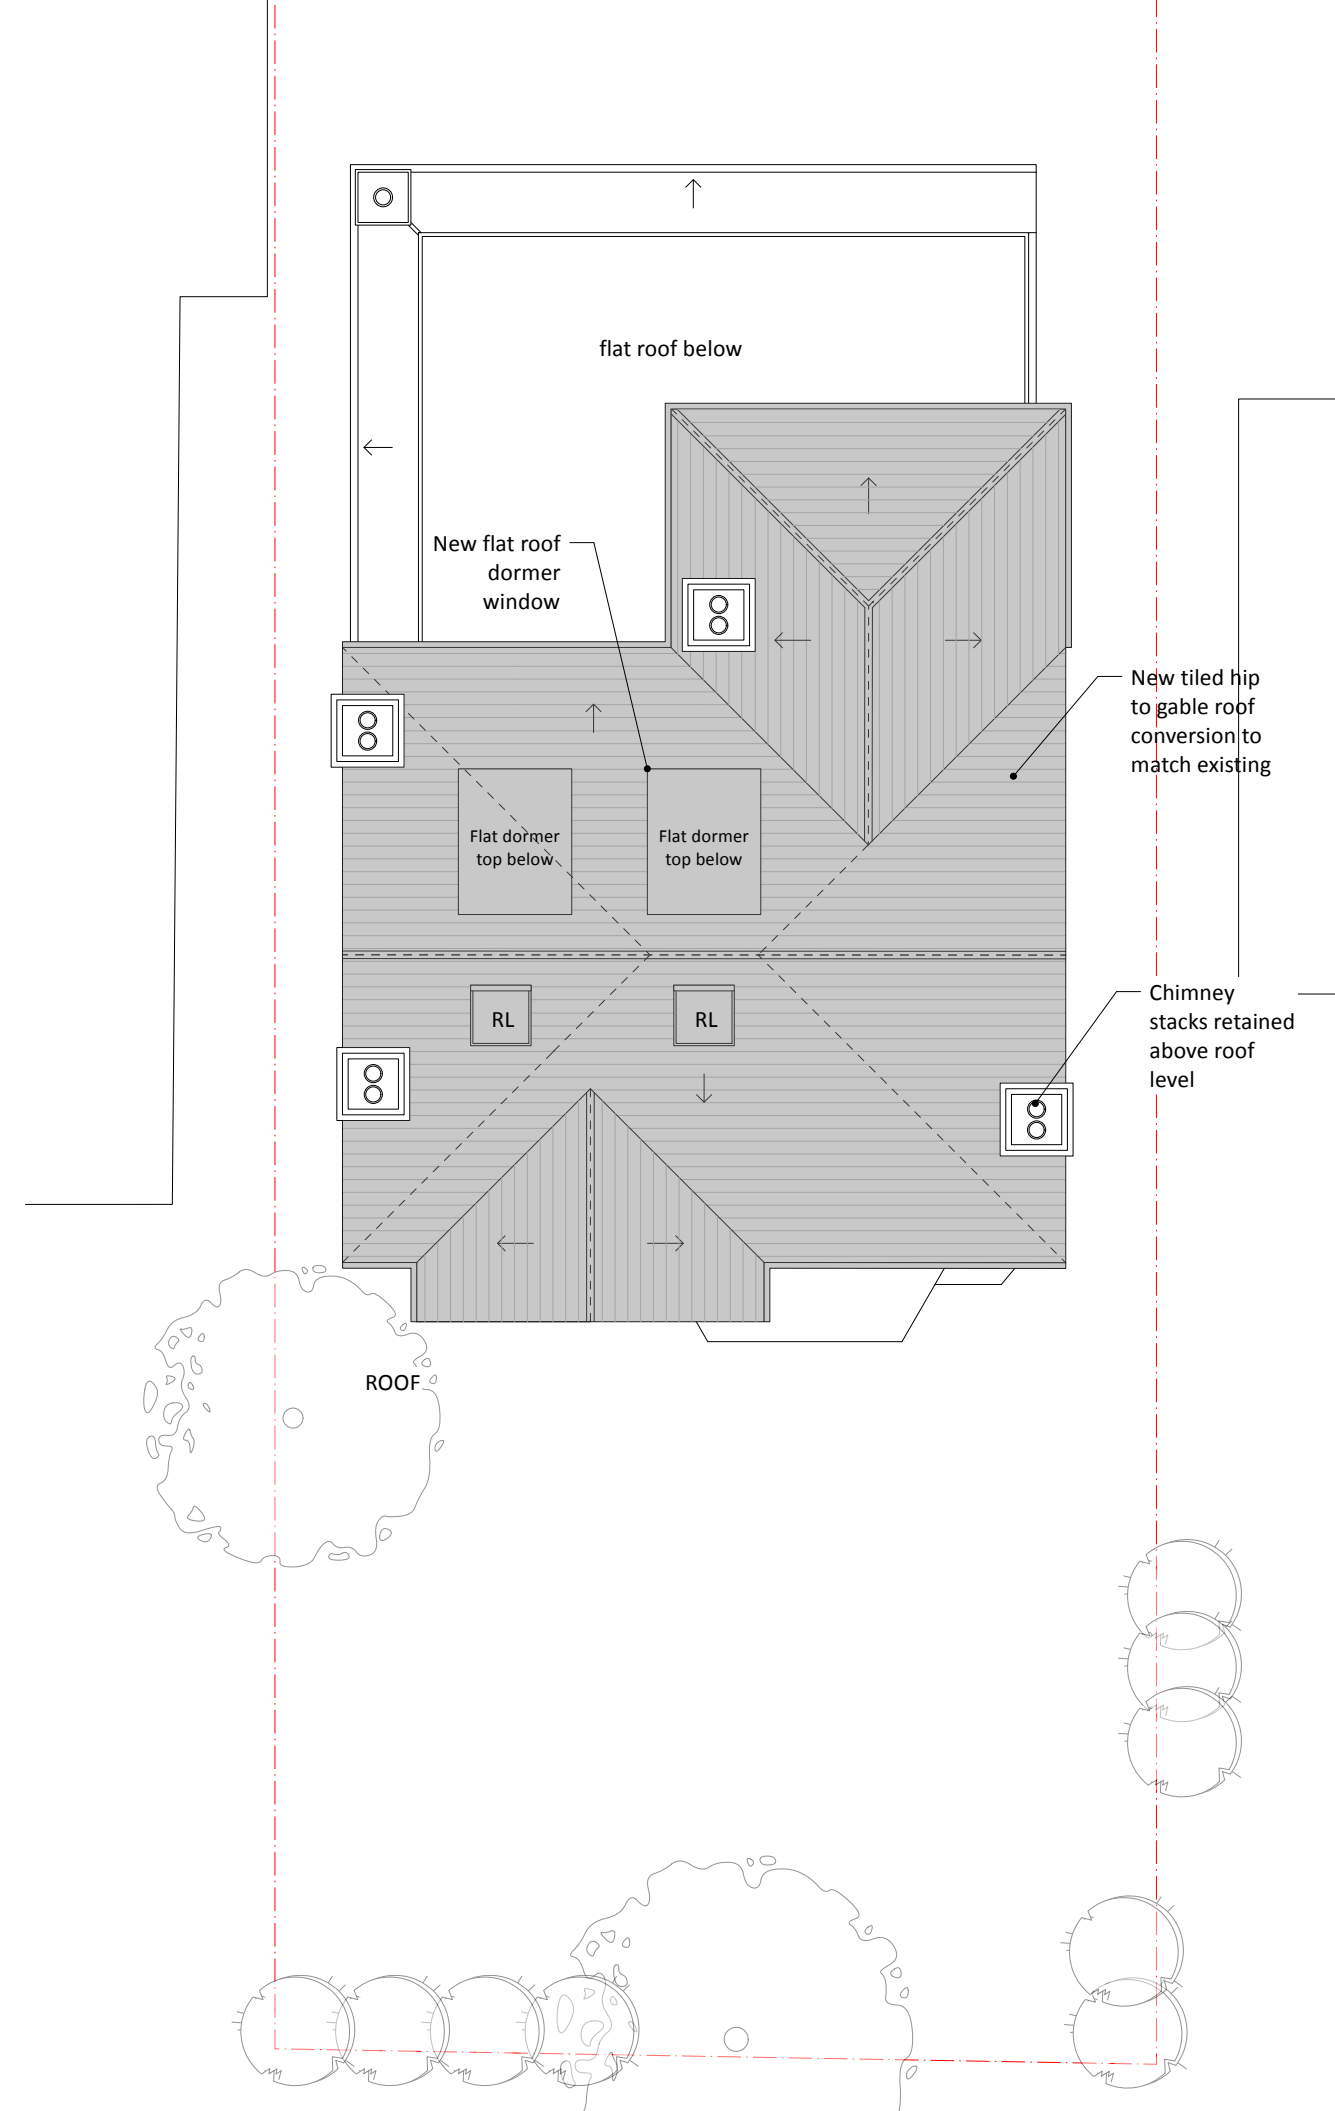 flat roof below
New flat roof
dormer
window
New tiled hip
to gable roof
conversion to
match existing
Flat dormer
top below
Flat dormer
top below
RL
RL
Chimney
stacks retained
above roof
level
ROOF